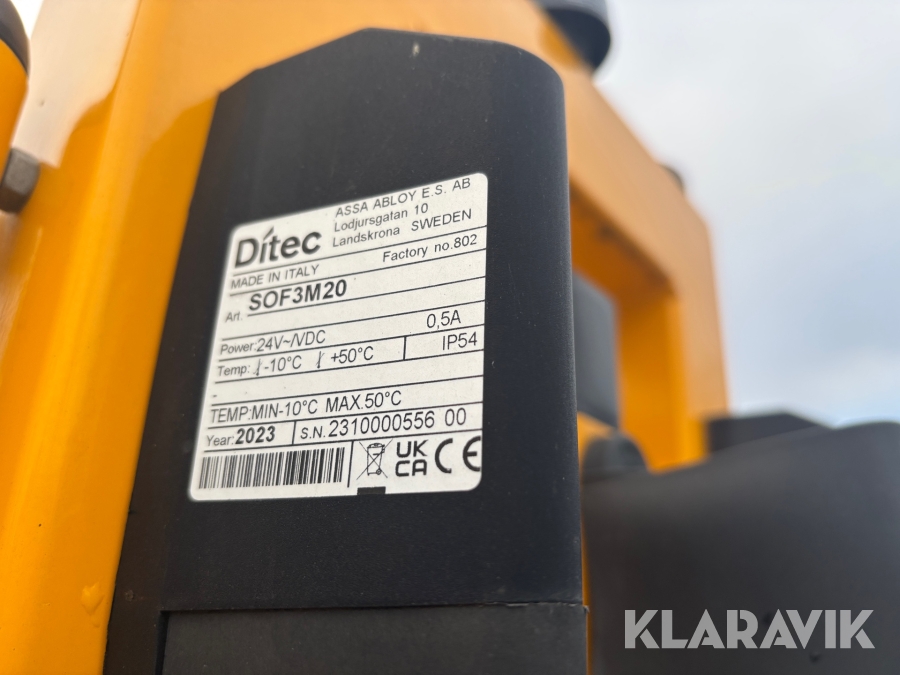 Ditec
ASSA ABLOY E.S. AB
Lodjursgatan 10
Landskrona SWEDEN
MADE IN ITALY
Factory no.802
Art. SOF3M20
Power:24V~/VDC 0,5A
Temp: -10°C +50°C IP54
-
TEMP:MIN-10°C MAX.50°C
Year:2023 S.N.2310000556 00
UK
CA CE
KLARAVIK